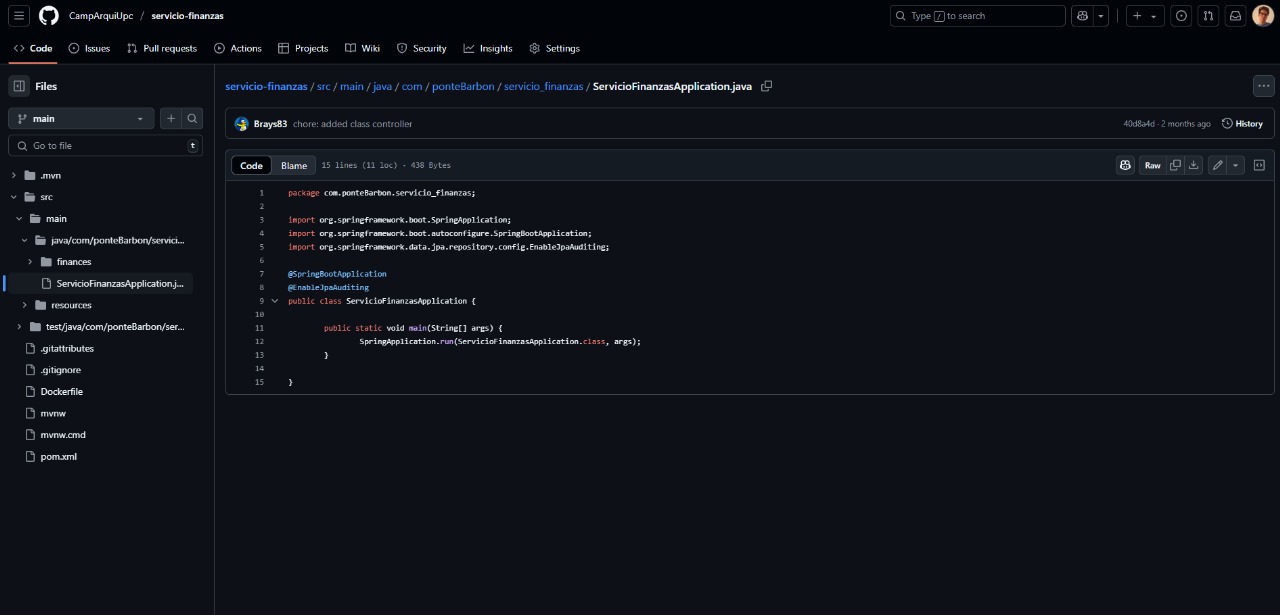 CampArquiUpc / servicio-finanzas
Type / to search
Code Issues Pull requests Actions Projects Wiki Security Insights Settings
Files
main
Go to file t
.mvn
src
main
java/com/ponteBarbon/servici...
finances
ServicioFinanzasApplication.j...
resources
test/java/com/ponteBarbon/ser...
.gitattributes
.gitignore
Dockerfile
mvnw
mvnw.cmd
pom.xml
servicio-finanzas / src / main / java / com / ponteBarbon / servicio_finanzas / ServicioFinanzasApplication.java
Brays83 chore: added class controller 40d8a4d · 2 months ago History
Code Blame 15 lines (11 loc) · 438 Bytes Raw
1 package com.ponteBarbon.servicio_finanzas;
2
3 import org.springframework.boot.SpringApplication;
4 import org.springframework.boot.autoconfigure.SpringBootApplication;
5 import org.springframework.data.jpa.repository.config.EnableJpaAuditing;
6
7 @SpringBootApplication
8 @EnableJpaAuditing
9 public class ServicioFinanzasApplication {
10
11 public static void main(String[] args) {
12 SpringApplication.run(ServicioFinanzasApplication.class, args);
13 }
14
15 }